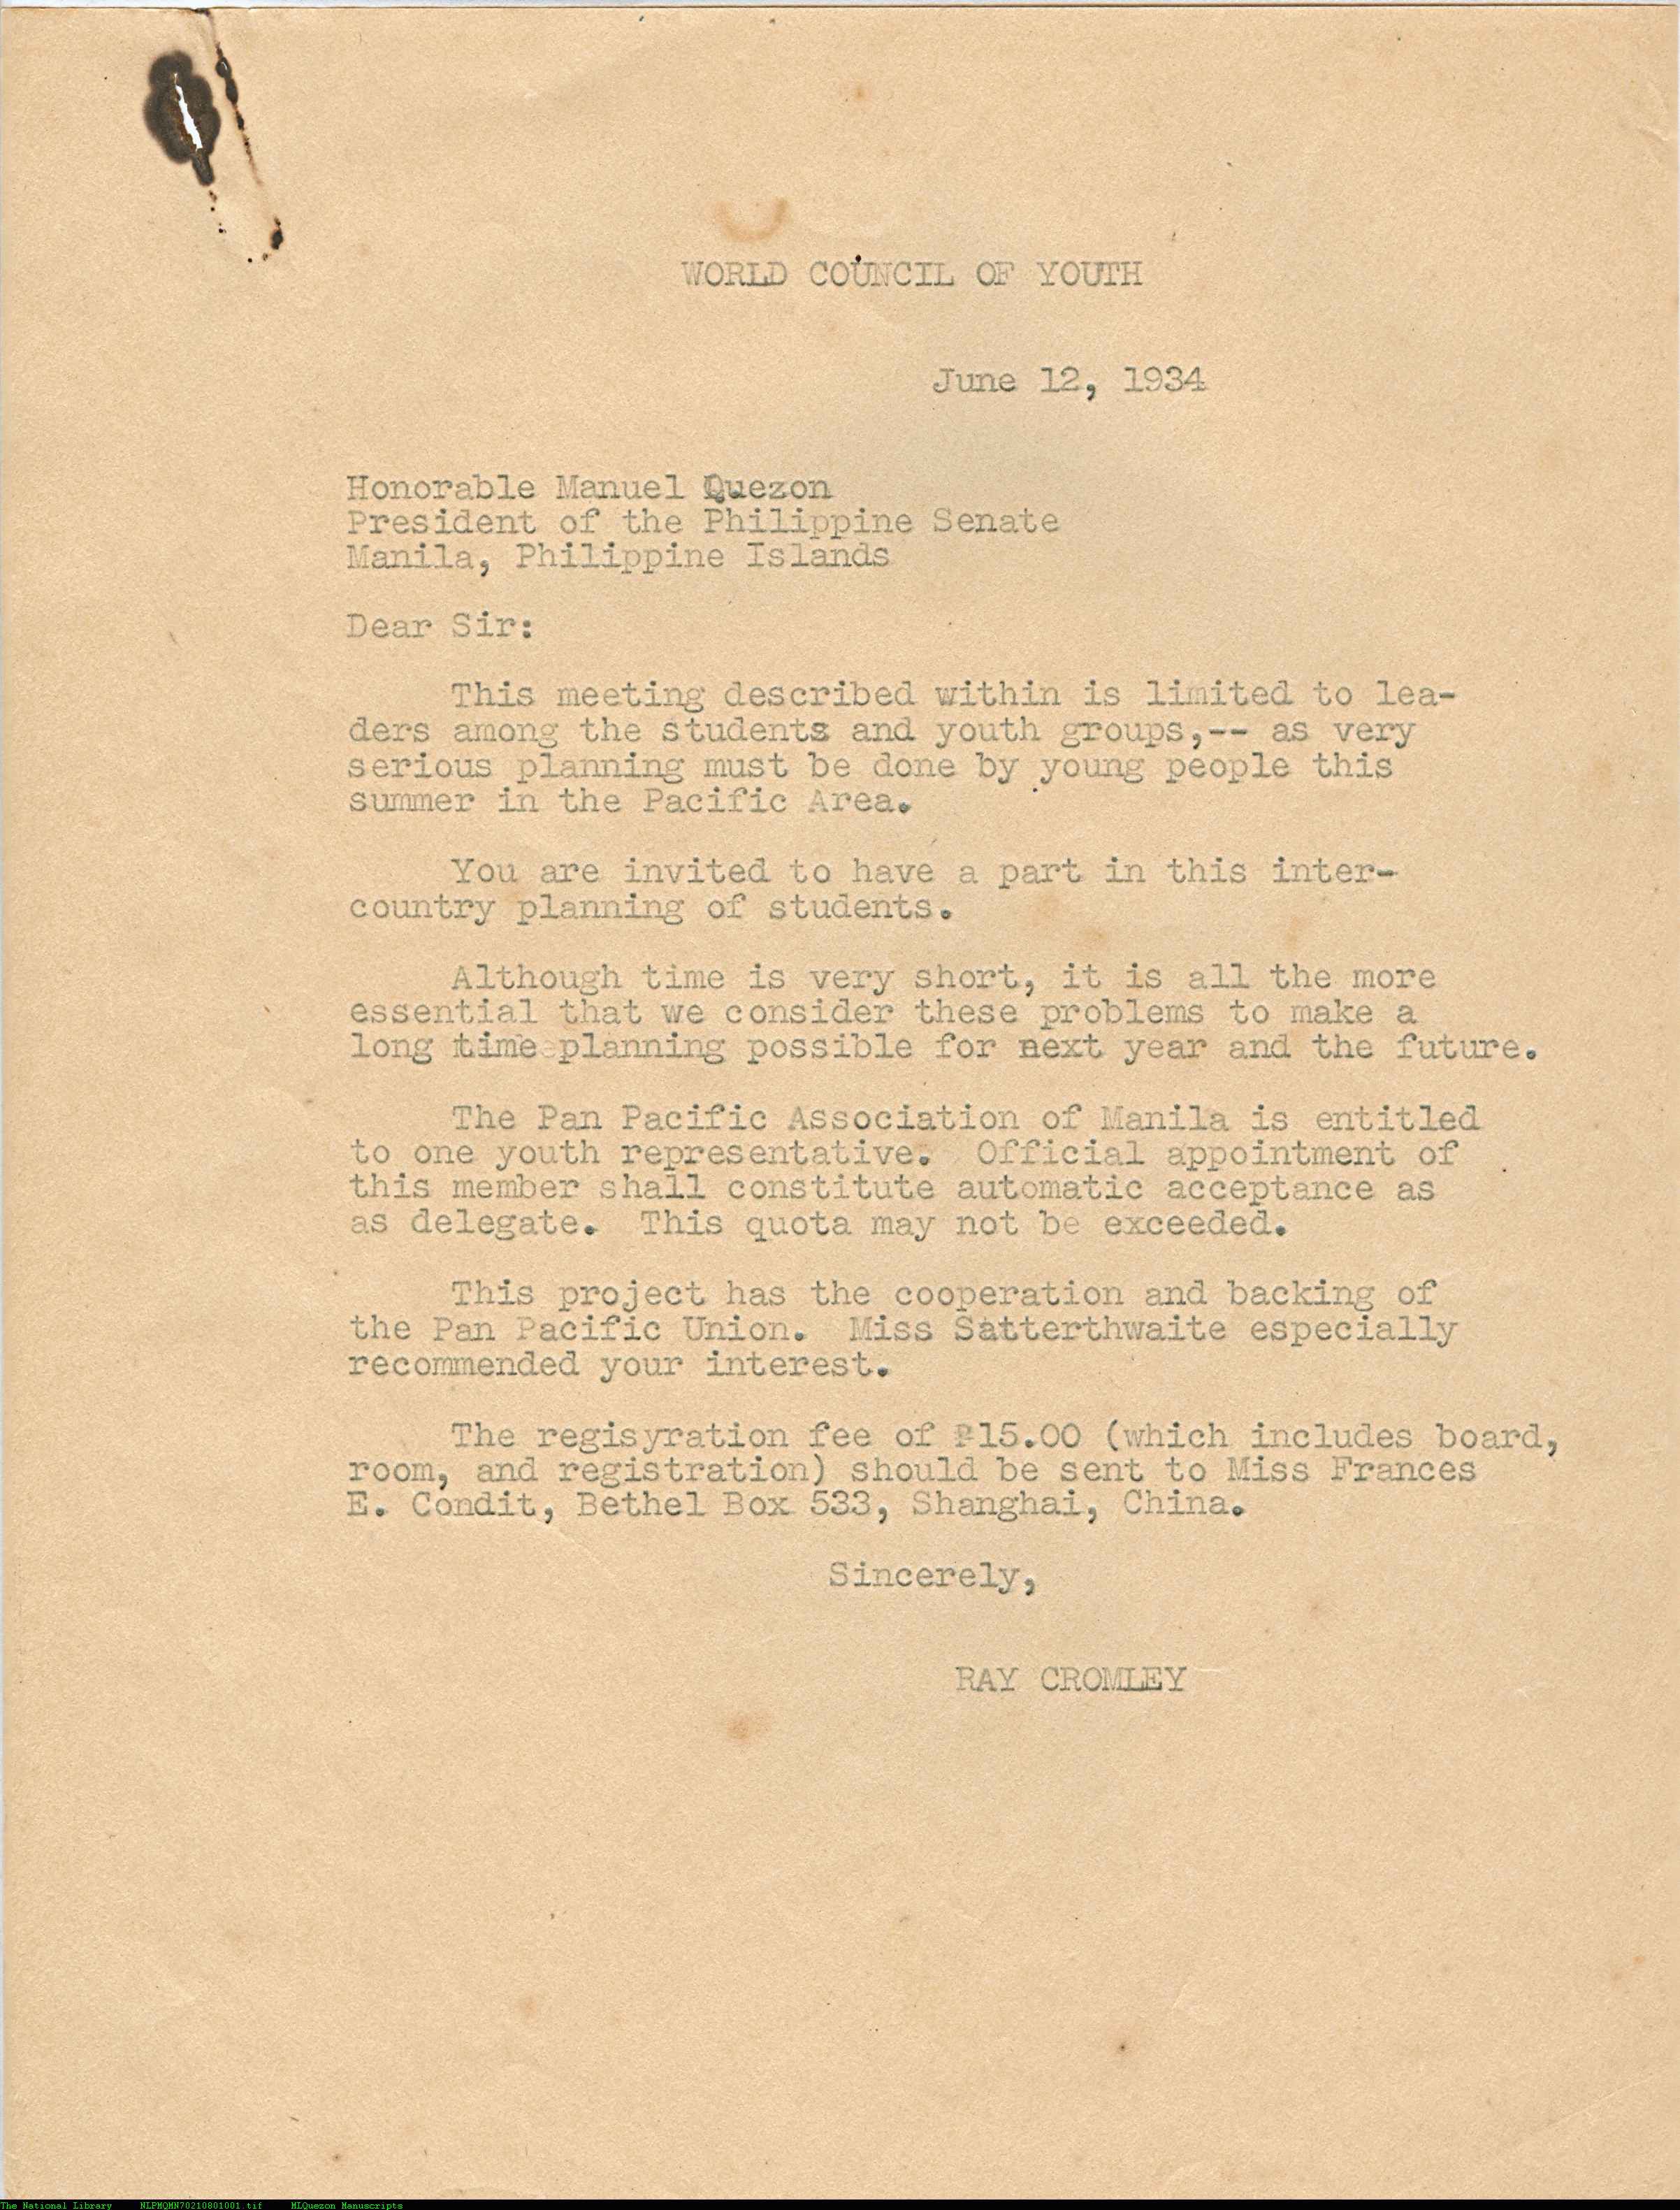 WORLD COUNCIL OF YOUTH
June 12, 1934
Honorable Manuel Quezon
President of the Philippine Senate
Manila, Philippine Islands
Dear Sir:
This meeting described within is limited to lea-
ders among the students and youth groups,-- as very
serious planning must be done by young people this
summer in the Pacific Area.
You are invited to have a part in this inter-
country planning of students.
Although time is very short, it is all the more
essential that we consider these problems to make a
long time planning possible for next year and the future.
The Pan Pacific Association of Manila is entitled
to one youth representative. Official appointment of
this member shall constitute automatic acceptance as
as delegate. This quota may not be exceeded.
This project has the cooperation and backing of
the Pan Pacific Union. Miss Satterthwaite especially
recommended your interest.
The regisyration fee of ₱15.00 (which includes board,
room, and registration) should be sent to Miss Frances
E. Condit, Bethel Box 533, Shanghai, China.
Sincerely,
RAY CROMLEY
The National Library NLPMQMN70210801001.tif MLQuezon Manuscripts